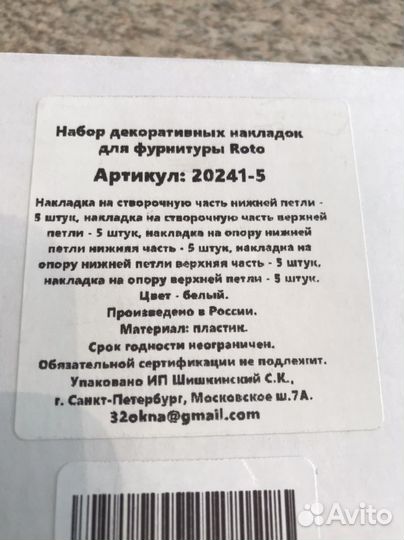 Набор декоративных накладок
для фурнитуры Roto
Артикул: 20241-5
Накладка на створочную часть нижней петли -
5 штук, накладка на створочную часть верхней
петли - 5 штук, накладка на опору нижней
петли нижняя часть - 5 штук, накладка на
опору нижней петли верхняя часть - 5 штук,
накладка на опору верхней петли - 5 штук.
Цвет - белый.
Произведено в России.
Материал: пластик.
Срок годности неограничен.
Обязательной сертификации не подлежит.
Упаковано ИП Шишкинский С.К.,
г. Санкт-Петербург, Московское ш.7А.
32okna@gmail.com
Avito